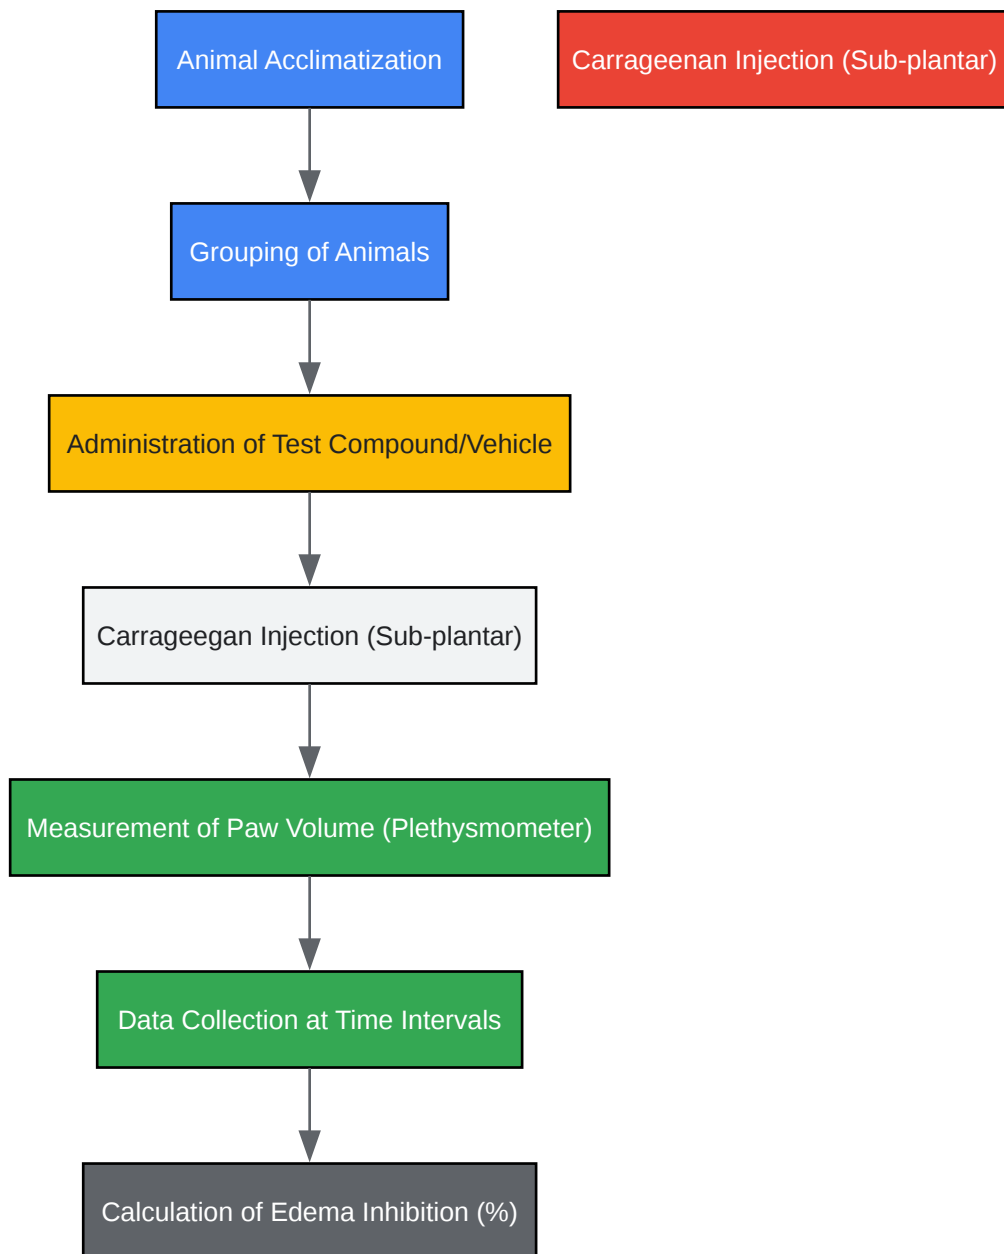 Animal Acclimatization
Carrageenan Injection (Sub-plantar)
Grouping of Animals
Administration of Test Compound/Vehicle
Carrageegan Injection (Sub-plantar)
Measurement of Paw Volume (Plethysmometer)
Data Collection at Time Intervals
Calculation of Edema Inhibition (%)